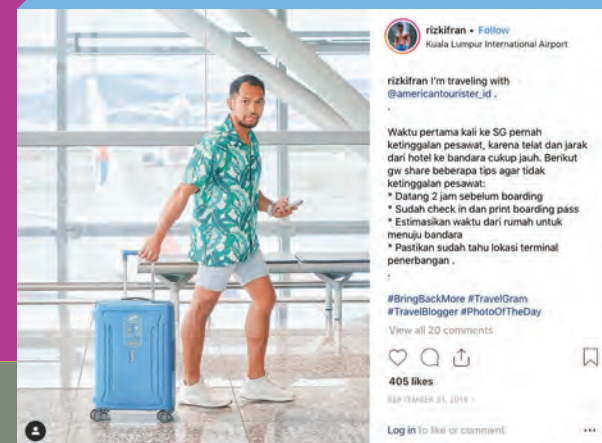 rizkifran • Follow
Kuala Lumpur International Airport
rizkifran I'm traveling with
@americantourister_id .
.
Waktu pertama kali ke SG pernah
ketinggalan pesawat, karena telat dan jarak
dari hotel ke bandara cukup jauh. Berikut
gw share beberapa tips agar tidak
ketinggalan pesawat:
* Datang 2 jam sebelum boarding
* Sudah check in dan print boarding pass
* Estimasikan waktu dari rumah untuk
menuju bandara
* Pastikan sudah tahu lokasi terminal
penerbangan .
.
#BringBackMore #TravelGram
#TravelBlogger #PhotoOfTheDay
View all 20 comments
405 likes
SEPTEMBER 21, 2018
Log in to like or comment.